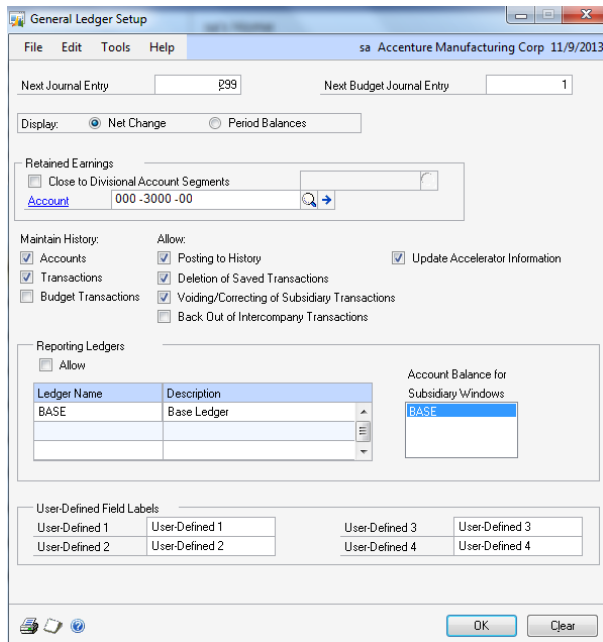 General Ledger Setup
File Edit Tools Help sa Accenture Manufacturing Corp 11/9/2013
Next Journal Entry 299 Next Budget Journal Entry 1
Display: Net Change Period Balances
Retained Earnings
Close to Divisional Account Segments
Account 000 -3000 -00
Maintain History: Allow:
Accounts Posting to History Update Accelerator Information
Transactions Deletion of Saved Transactions
Budget Transactions Voiding/Correcting of Subsidiary Transactions
Back Out of Intercompany Transactions
Reporting Ledgers
Allow
Account Balance for
Ledger Name Description Subsidiary Windows
BASE Base Ledger BASE
User-Defined Field Labels
User-Defined 1 User-Defined 1 User-Defined 3 User-Defined 3
User-Defined 2 User-Defined 2 User-Defined 4 User-Defined 4
OK Clear